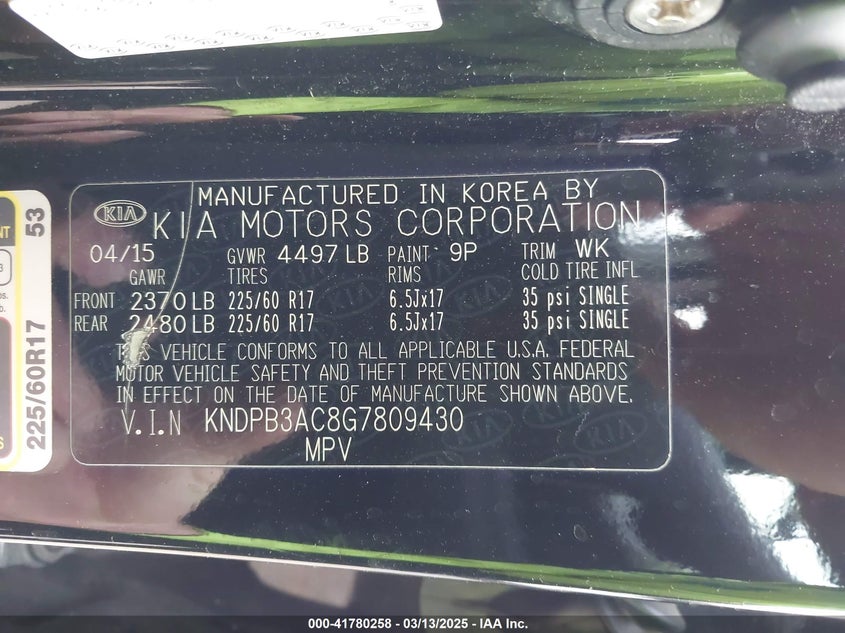 MANUFACTURED IN KOREA BY
KIA KIA MOTORS CORPORATION
04/15 GVWR 4497 LB PAINT 9P TRIM WK
GAWR TIRES RIMS COLD TIRE INFL
FRONT 2370 LB 225/60 R17 6.5Jx17 35 psi SINGLE
REAR 2480 LB 225/60 R17 6.5Jx17 35 psi SINGLE
THIS VEHICLE CONFORMS TO ALL APPLICABLE U.S.A. FEDERAL
MOTOR VEHICLE SAFETY AND THEFT PREVENTION STANDARDS
IN EFFECT ON THE DATE OF MANUFACTURE SHOWN ABOVE.
V.I.N KNDPB3AC8G7809430
MPV
53
225/60R17
000-41780258 - 03/13/2025 - IAA Inc.